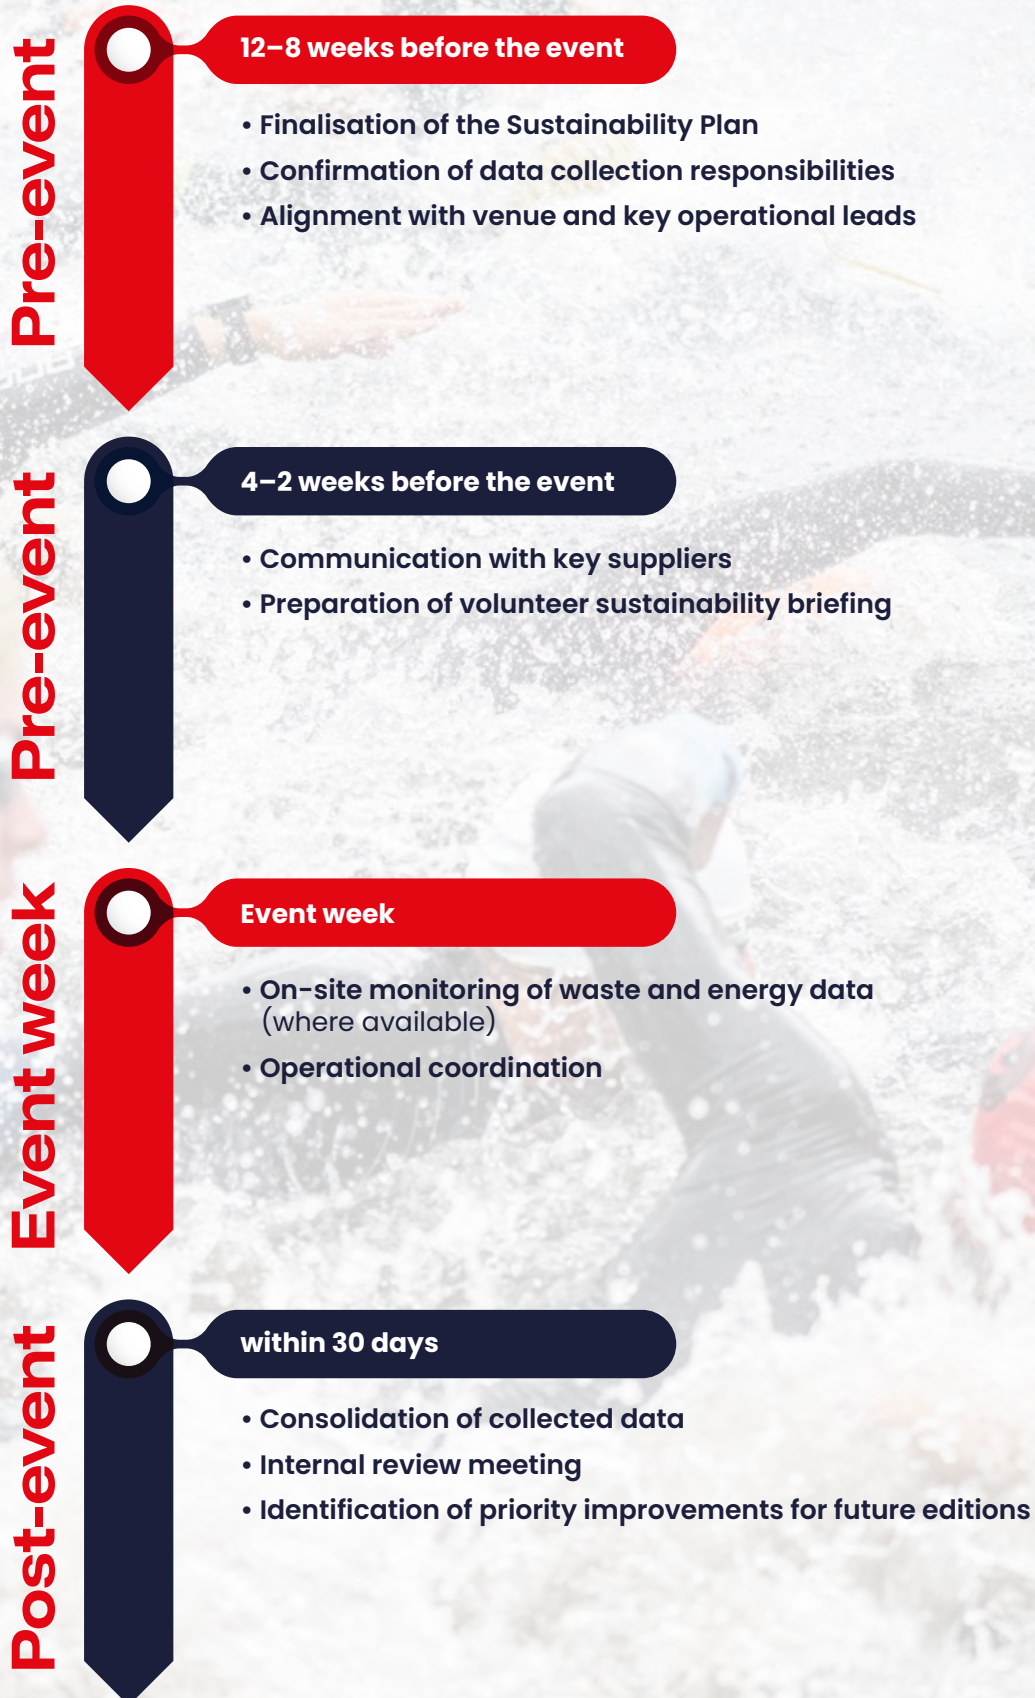 Pre-event
12–8 weeks before the event
• Finalisation of the Sustainability Plan
• Confirmation of data collection responsibilities
• Alignment with venue and key operational leads
Pre-event
4–2 weeks before the event
• Communication with key suppliers
• Preparation of volunteer sustainability briefing
Event week
Event week
• On-site monitoring of waste and energy data
(where available)
• Operational coordination
Post-event
within 30 days
• Consolidation of collected data
• Internal review meeting
• Identification of priority improvements for future editions